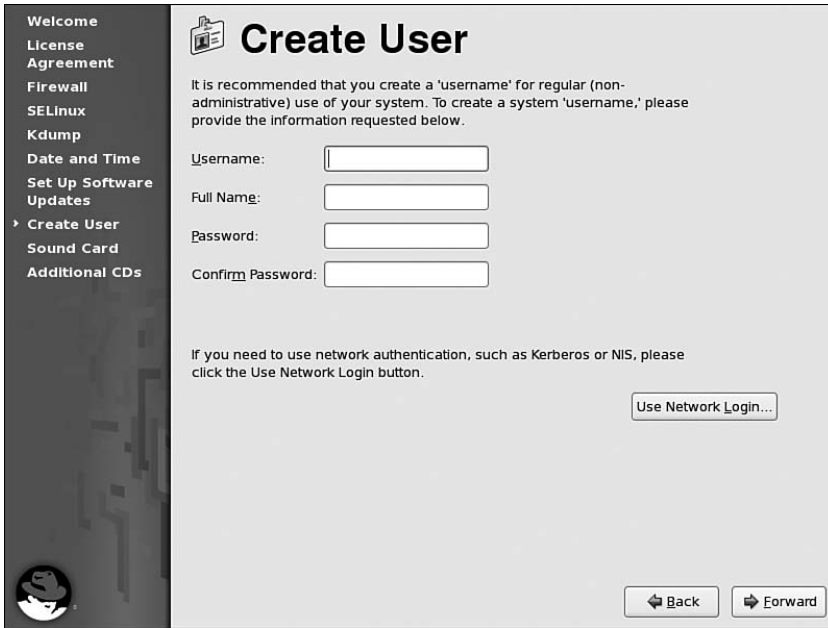 Welcome
License
Agreement
Firewall
SELinux
Kdump
Date and Time
Set Up Software
Updates
Create User
Sound Card
Additional CDs
Create User
It is recommended that you create a 'username' for regular (non-
administrative) use of your system. To create a system 'username,' please
provide the information requested below.
Username:
Full Name:
Password:
Confirm Password:
If you need to use network authentication, such as Kerberos or NIS, please
click the Use Network Login button.
Use Network Login...
Back
Forward